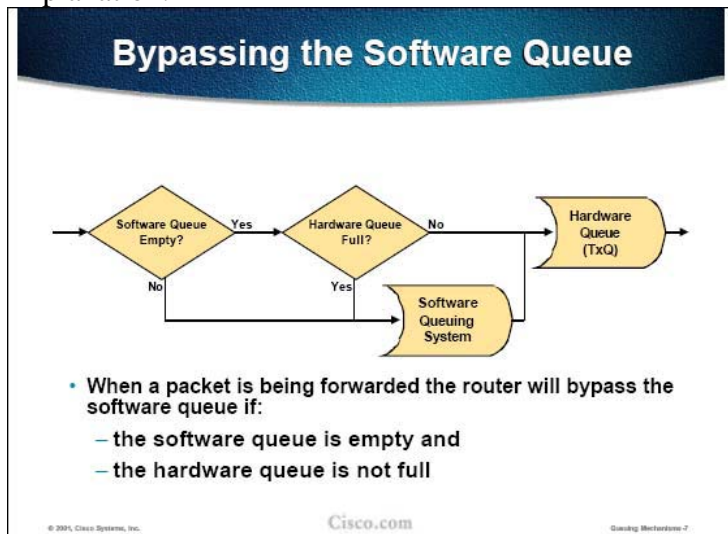 Bypassing the Software Queue
Software Queue
Empty?
Yes
Hardware Queue
Full?
No
Hardware
Queue
(TxQ)
No
Yes
Software
Queuing
System
• When a packet is being forwarded the router will bypass the
software queue if:
– the software queue is empty and
– the hardware queue is not full
© 2001, Cisco Systems, Inc.
Cisco.com
Queuing Mechanisms-7